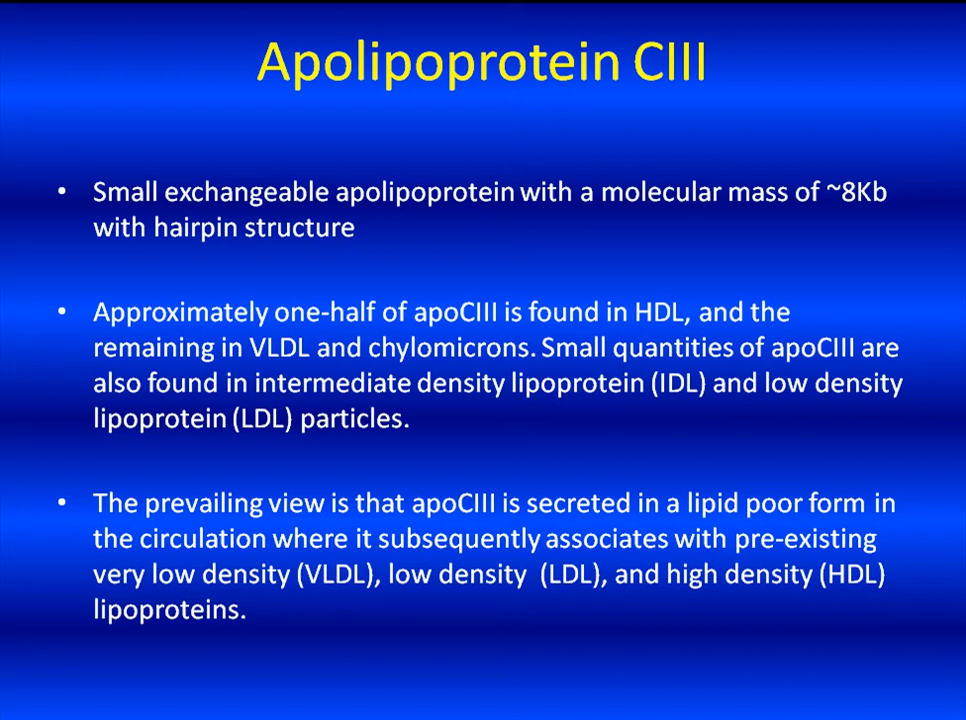 Apolipoprotein CIII
• Small exchangeable apolipoprotein with a molecular mass of ~8Kb
with hairpin structure
• Approximately one-half of apoCIII is found in HDL, and the
remaining in VLDL and chylomicrons. Small quantities of apoCIII are
also found in intermediate density lipoprotein (IDL) and low density
lipoprotein (LDL) particles.
• The prevailing view is that apoCIII is secreted in a lipid poor form in
the circulation where it subsequently associates with pre-existing
very low density (VLDL), low density (LDL), and high density (HDL)
lipoproteins.